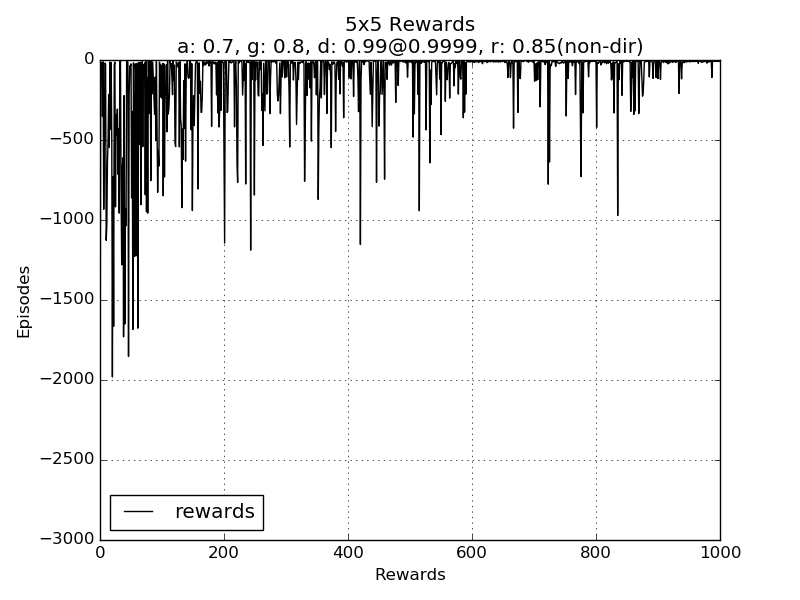 5x5 Rewards
a: 0.7, g: 0.8, d: 0.99@0.9999, r: 0.85(non-dir)
0
−500
−1000
−1500
−2000
−2500
−3000
Episodes
rewards
0 200 400 600 800 1000
Rewards